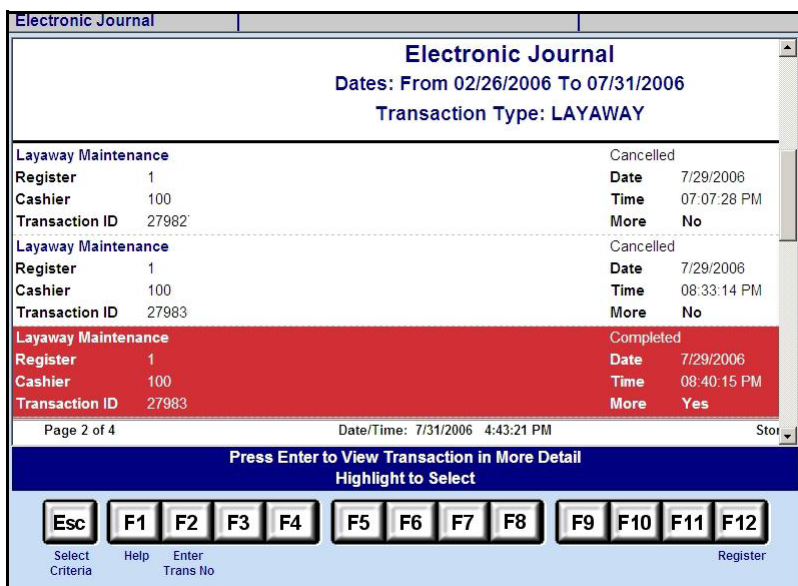 Electronic Journal
Electronic Journal
Dates: From 02/26/2006 To 07/31/2006
Transaction Type: LAYAWAY
Layaway Maintenance Cancelled
Register 1 Date 7/29/2006
Cashier 100 Time 07:07:28 PM
Transaction ID 27982 More No
Layaway Maintenance Cancelled
Register 1 Date 7/29/2006
Cashier 100 Time 08:33:14 PM
Transaction ID 27983 More No
Layaway Maintenance Completed
Register 1 Date 7/29/2006
Cashier 100 Time 08:40:15 PM
Transaction ID 27983 More Yes
Page 2 of 4 Date/Time: 7/31/2006 4:43:21 PM
Press Enter to View Transaction in More Detail
Highlight to Select
Esc F1 F2 F3 F4 F5 F6 F7 F8 F9 F10 F11 F12
Select Criteria Help Enter Trans No Register